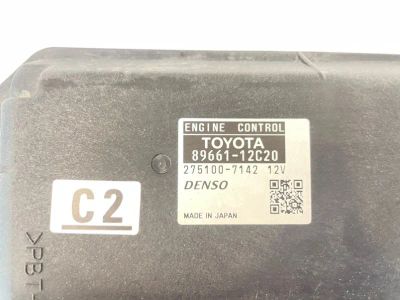 ENGINE CONTROL
TOYOTA
89661-12C20
275100-7142 12V
DENSO
MADE IN JAPAN
C2
>PBT-